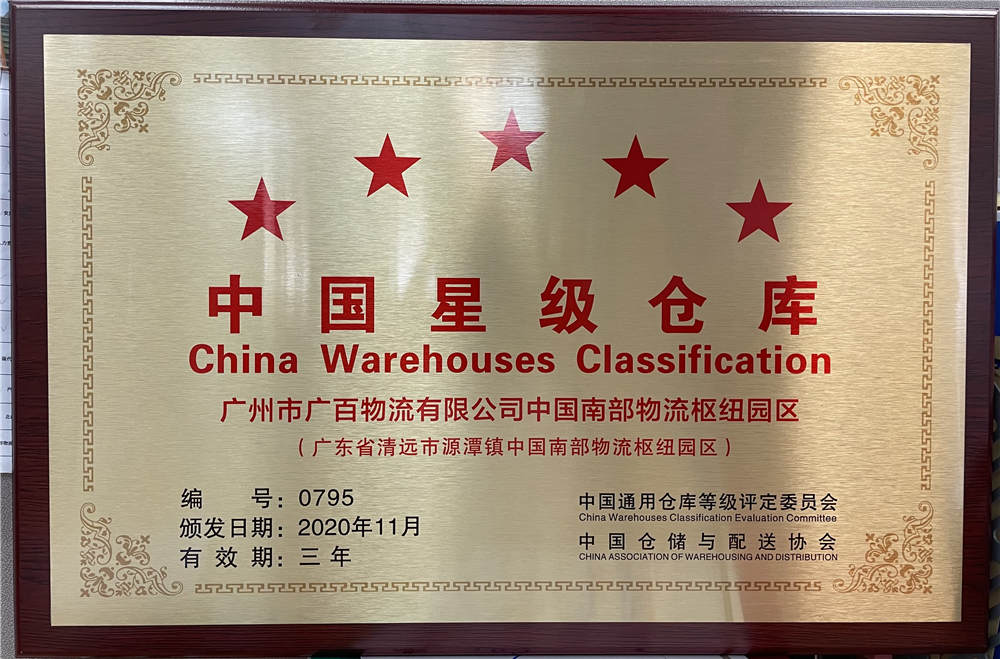 中国星级仓库
China Warehouses Classification
广州市广百物流有限公司中国南部物流枢纽园区
（广东省清远市源潭镇中国南部物流枢纽园区）
编 号：0795
颁发日期：2020年11月
有 效 期：三 年
中国通用仓库等级评定委员会
China Warehouses Classification Evaluation Committee
中国仓储与配送协会
CHINA ASSOCIATION OF WAREHOUSING AND DISTRIBUTION